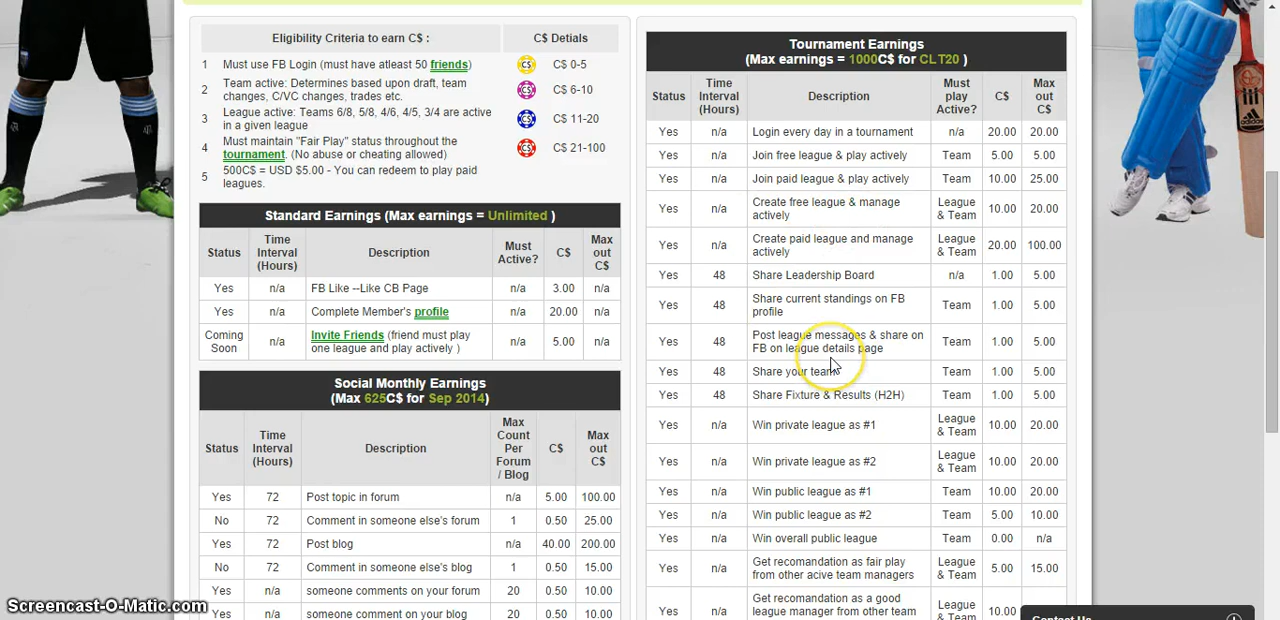 Eligibility Criteria to earn C$ :
C$ Detials
1 Must use FB Login (must have atleast 50 friends)
2 Team active: Determines based upon draft, team
changes, C/VC changes, trades etc.
3 League active: Teams 6/8, 5/8, 4/6, 4/5, 3/4 are active
in a given league
4 Must maintain "Fair Play" status throughout the
tournament. (No abuse or cheating allowed)
5 500C$ = USD $5.00 - You can redeem to play paid
leagues.
C$ C$ 0-5
C$ C$ 6-10
C$ C$ 11-20
C$ C$ 21-100
Standard Earnings (Max earnings = Unlimited )
Status Time Interval (Hours) Description Must Active? C$ Max out C$
Yes n/a FB Like --Like CB Page n/a 3.00 n/a
Yes n/a Complete Member's profile n/a 20.00 n/a
Coming Soon n/a Invite Friends (friend must play
one league and play actively ) n/a 5.00 n/a
Social Monthly Earnings
(Max 625C$ for Sep 2014)
Status Time Interval (Hours) Description Max Count Per Forum / Blog C$ Max out C$
Yes 72 Post topic in forum n/a 5.00 100.00
No 72 Comment in someone else's forum 1 0.50 25.00
Yes 72 Post blog n/a 40.00 200.00
No 72 Comment in someone else's blog 1 0.50 15.00
Yes n/a someone comments on your forum 20 0.50 10.00
Yes n/a someone comment on your blog 20 0.50 10.00
Tournament Earnings
(Max earnings = 1000C$ for CLT20 )
Status Time Interval (Hours) Description Must play Active? C$ Max out C$
Yes n/a Login every day in a tournament n/a 20.00 20.00
Yes n/a Join free league & play actively Team 5.00 5.00
Yes n/a Join paid league & play actively Team 10.00 25.00
Yes n/a Create free league & manage
actively League & Team 10.00 20.00
Yes n/a Create paid league and manage
actively League & Team 20.00 100.00
Yes 48 Share Leadership Board n/a 1.00 5.00
Yes 48 Share current standings on FB
profile Team 1.00 5.00
Yes 48 Post league messages & share on
FB on league details page Team 1.00 5.00
Yes 48 Share your team Team 1.00 5.00
Yes 48 Share Fixture & Results (H2H) Team 1.00 5.00
Yes n/a Win private league as #1 League & Team 10.00 20.00
Yes n/a Win private league as #2 League & Team 10.00 20.00
Yes n/a Win public league as #1 Team 10.00 20.00
Yes n/a Win public league as #2 Team 5.00 10.00
Yes n/a Win overall public league Team 0.00 n/a
Yes n/a Get recomandation as fair play
from other acive team managers League & Team 5.00 15.00
Yes n/a Get recomandation as a good
league manager from other team League & Team 10.00
Contact Us
Screencast-O-Matic.com